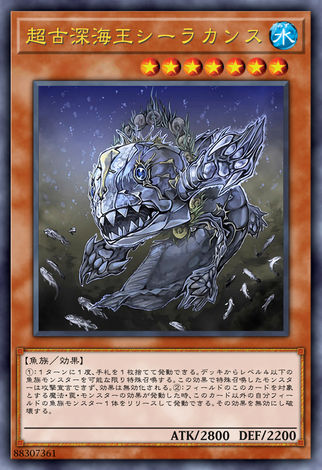 超古深海王シーラカンス
水
【魚族／効果】
①：１ターンに１度、手札を１枚捨てて発動できる。デッキからレベル４以下の
魚族モンスターを可能な限り特殊召喚する。この効果で特殊召喚したモンスタ
ーは攻撃宣言できず、効果は無効化される。②：フィールドのこのカードを対象
とする魔法・罠・モンスターの効果が発動した時、このカード以外の自分フィー
ルドの魚族モンスター１体をリリースして発動できる。その効果を無効にし破
壊する。
ATK/2800 DEF/2200
88307361